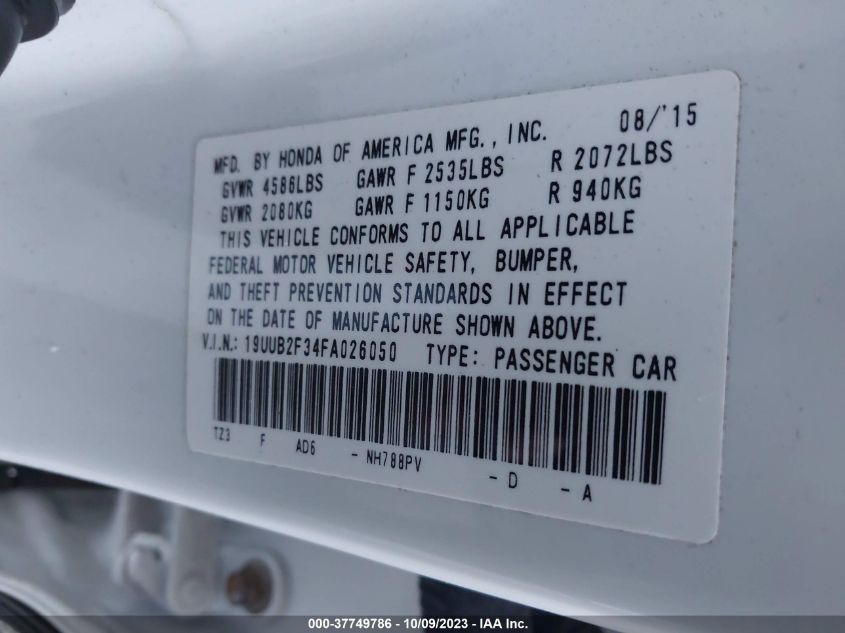 08/'15
MFD. BY HONDA OF AMERICA MFG., INC.
GVWR 4586LBS GAWR F 2535LBS R 2072LBS
GVWR 2080KG GAWR F 1150KG R 940KG
THIS VEHICLE CONFORMS TO ALL APPLICABLE
FEDERAL MOTOR VEHICLE SAFETY, BUMPER,
AND THEFT PREVENTION STANDARDS IN EFFECT
ON THE DATE OF MANUFACTURE SHOWN ABOVE.
V.I.N.: 19UUB2F34FA026050 TYPE: PASSENGER CAR
TZ3 F AD6 - NH788PV - D - A
000-37749786 - 10/09/2023 - IAA Inc.